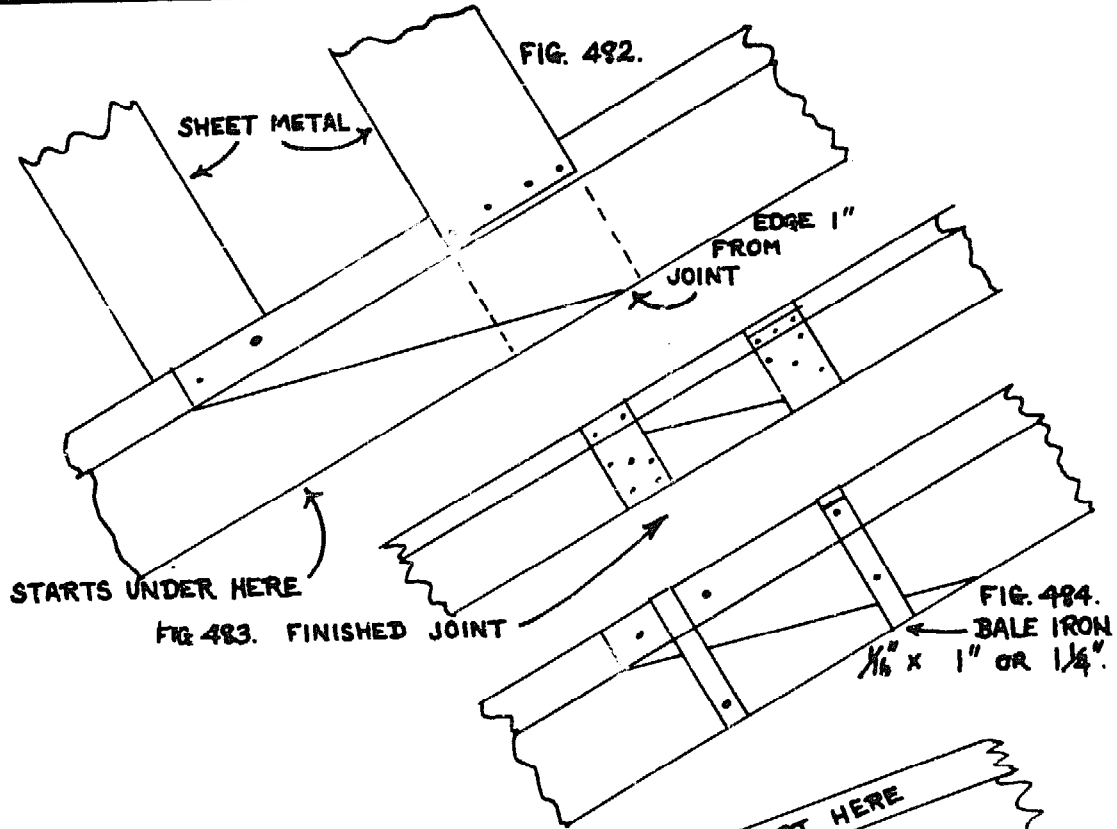 FIG. 482.
SHEET METAL
EDGE 1"
FROM
JOINT
STARTS UNDER HERE
FIG 483. FINISHED JOINT
FIG. 484.
BALE IRON
1/16" x 1" OR 1 1/4".
HERE